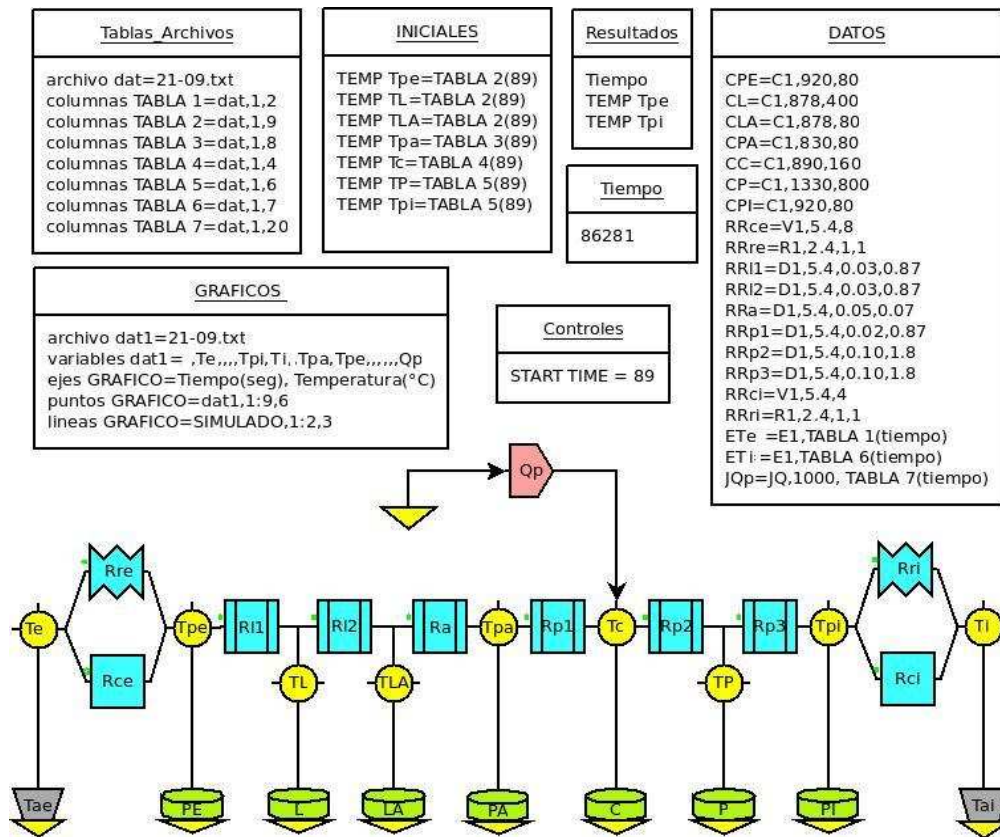 Tablas_Archivos
archivo dat=21-09.txt
columnas TABLA 1=dat,1,2
columnas TABLA 2=dat,1,9
columnas TABLA 3=dat,1,8
columnas TABLA 4=dat,1,4
columnas TABLA 5=dat,1,6
columnas TABLA 6=dat,1,7
columnas TABLA 7=dat,1,20
INICIALES
TEMP Tpe=TABLA 2(89)
TEMP TL=TABLA 2(89)
TEMP TLA=TABLA 2(89)
TEMP Tpa=TABLA 3(89)
TEMP Tc=TABLA 4(89)
TEMP TP=TABLA 5(89)
TEMP Tpi=TABLA 5(89)
Resultados
Tiempo
TEMP Tpe
TEMP Tpi
Tiempo
86281
DATOS
CPE=C1,920,80
CL=C1,878,400
CLA=C1,878,80
CPA=C1,830,80
CC=C1,890,160
CP=C1,1330,800
CPI=C1,920,80
RRce=V1,5.4,8
RRre=R1,2.4,1,1
RRl1=D1,5.4,0.03,0.87
RRl2=D1,5.4,0.03,0.87
RRa=D1,5.4,0.05,0.07
RRp1=D1,5.4,0.02,0.87
RRp2=D1,5.4,0.10,1.8
RRp3=D1,5.4,0.10,1.8
RRci=V1,5.4,4
RRri=R1,2.4,1,1
ETe =E1,TABLA 1(tiempo)
ETi =E1,TABLA 6(tiempo)
JQp=JQ,1000, TABLA 7(tiempo)
GRAFICOS
archivo dat1=21-09.txt
variables dat1= ,Te,,,,Tpi,Ti,.Tpa,Tpe,,,,,,Qp
ejes GRAFICO=Tiempo(seg), Temperatura(°C)
puntos GRAFICO=dat1,1:9,6
lineas GRAFICO=SIMULADO,1:2,3
Controles
START TIME = 89
Qp
Rre
Rri
Te
Tpe
Rl1
Rl2
Ra
Tpa
Rp1
Tc
Rp2
Rp3
Tpi
Ti
Rce
TL
TLA
TP
Rci
Tae
PE
L
LA
PA
C
P
PI
Tai